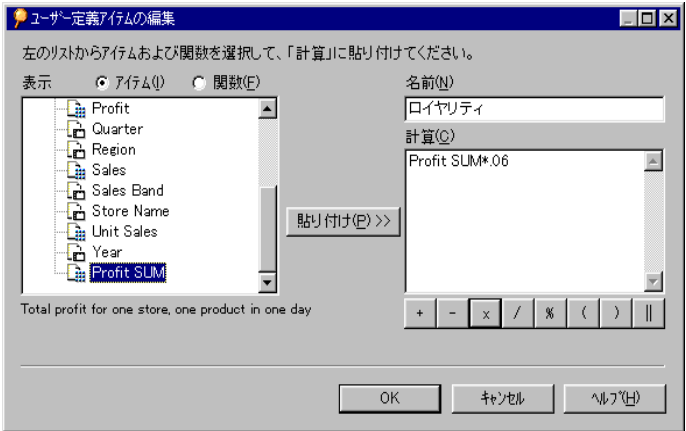 ユーザー定義アイテムの編集
左のリストからアイテムおよび関数を選択して、「計算」に貼り付けてください。
表示 アイテム(I) 関数(F)
Profit
Quarter
Region
Sales
Sales Band
Store Name
Unit Sales
Year
Profit SUM
Total profit for one store, one product in one day
貼り付け(P) >>
名前(N)
ロイヤリティ
計算(C)
Profit SUM*.06
+ - x / % ( ) ||
OK キャンセル ヘルプ(H)